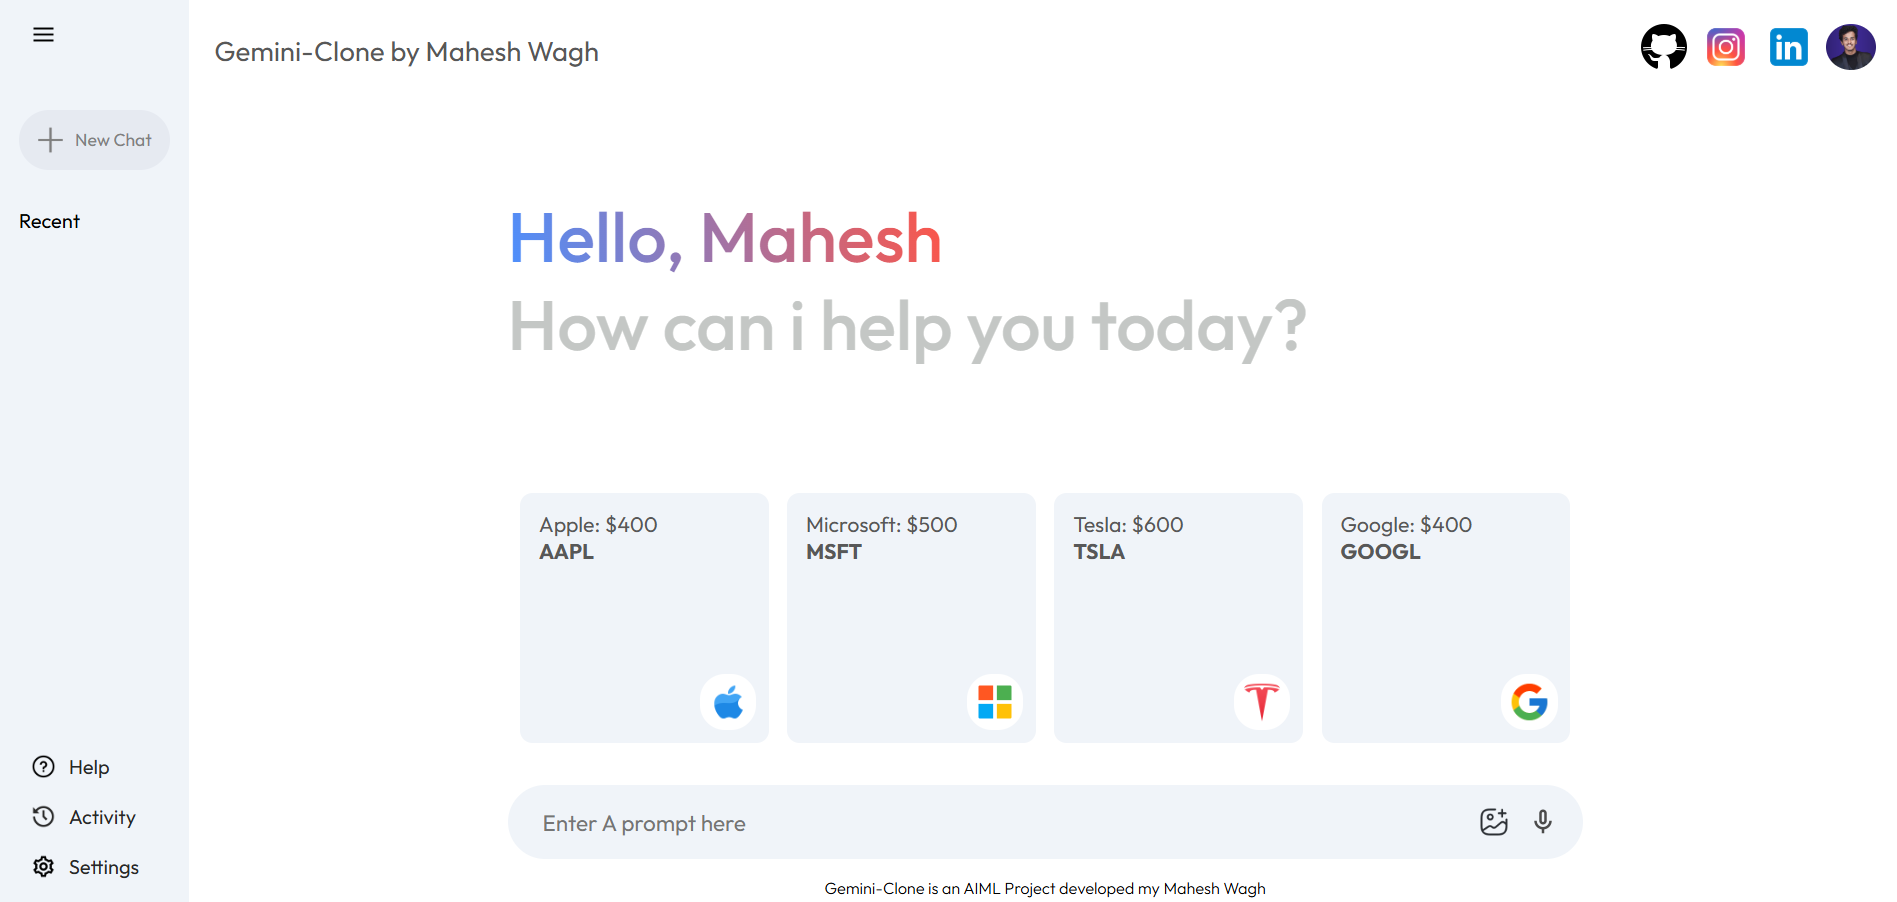 Gemini-Clone by Mahesh Wagh
New Chat
Recent
Hello, Mahesh
How can i help you today?
Apple: $400
AAPL
Microsoft: $500
MSFT
Tesla: $600
TSLA
Google: $400
GOOGL
Enter A prompt here
Help
Activity
Settings
Gemini-Clone is an AIML Project developed my Mahesh Wagh